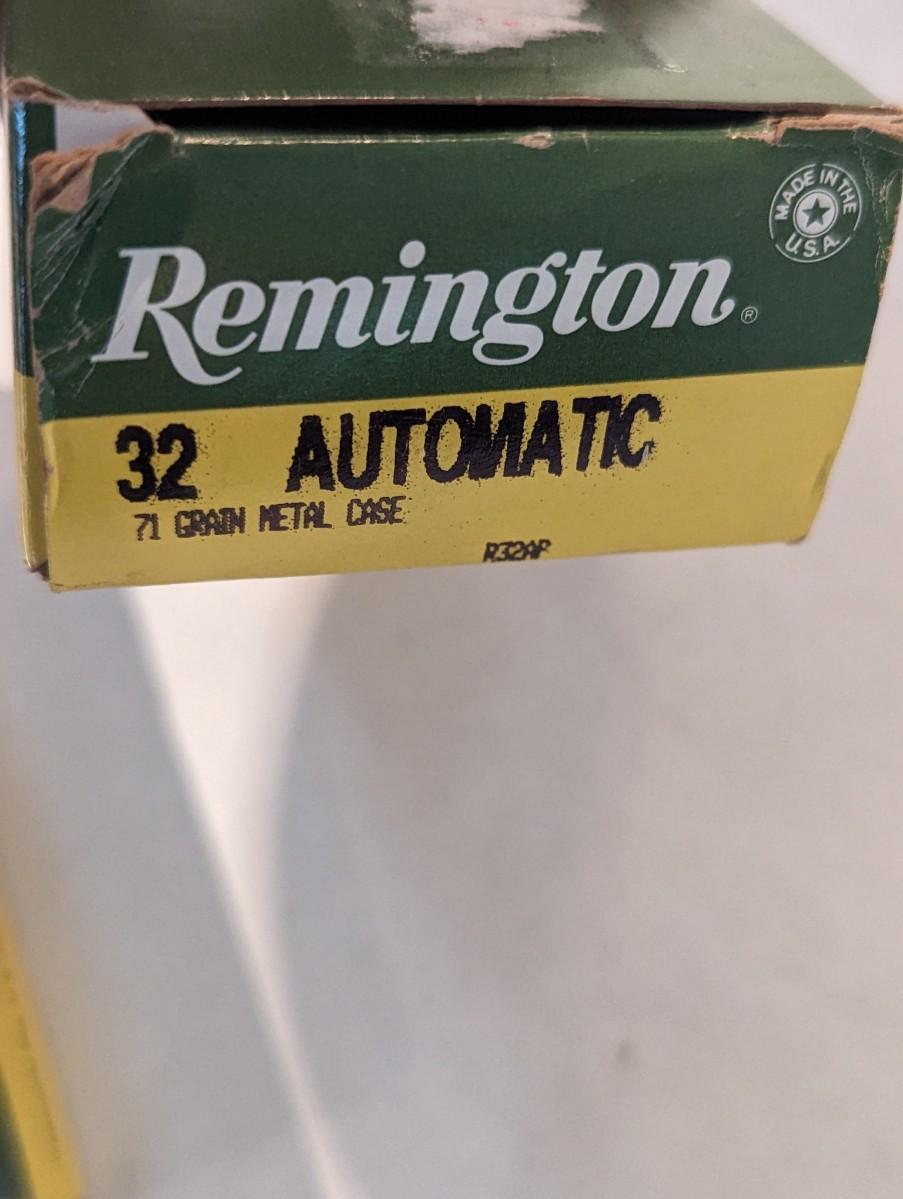 MADE IN THE
U.S.A.
Remington®
32 AUTOMATIC
71 GRAIN METAL CASE
R32AP